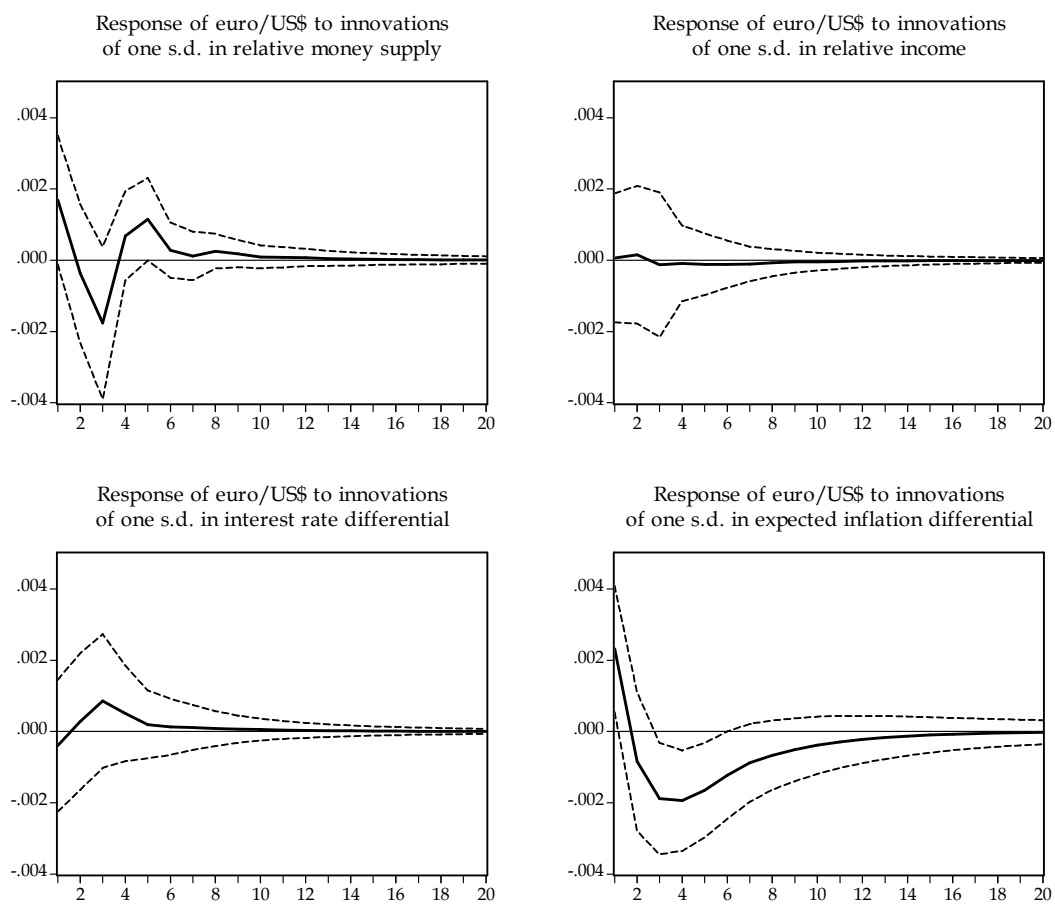 Response of euro/US$ to innovations
of one s.d. in relative money supply
.004
.002
.000
-.002
-.004
2 4 6 8 10 12 14 16 18 20
Response of euro/US$ to innovations
of one s.d. in relative income
.004
.002
.000
-.002
-.004
2 4 6 8 10 12 14 16 18 20
Response of euro/US$ to innovations
of one s.d. in interest rate differential
.004
.002
.000
-.002
-.004
2 4 6 8 10 12 14 16 18 20
Response of euro/US$ to innovations
of one s.d. in expected inflation differential
.004
.002
.000
-.002
-.004
2 4 6 8 10 12 14 16 18 20